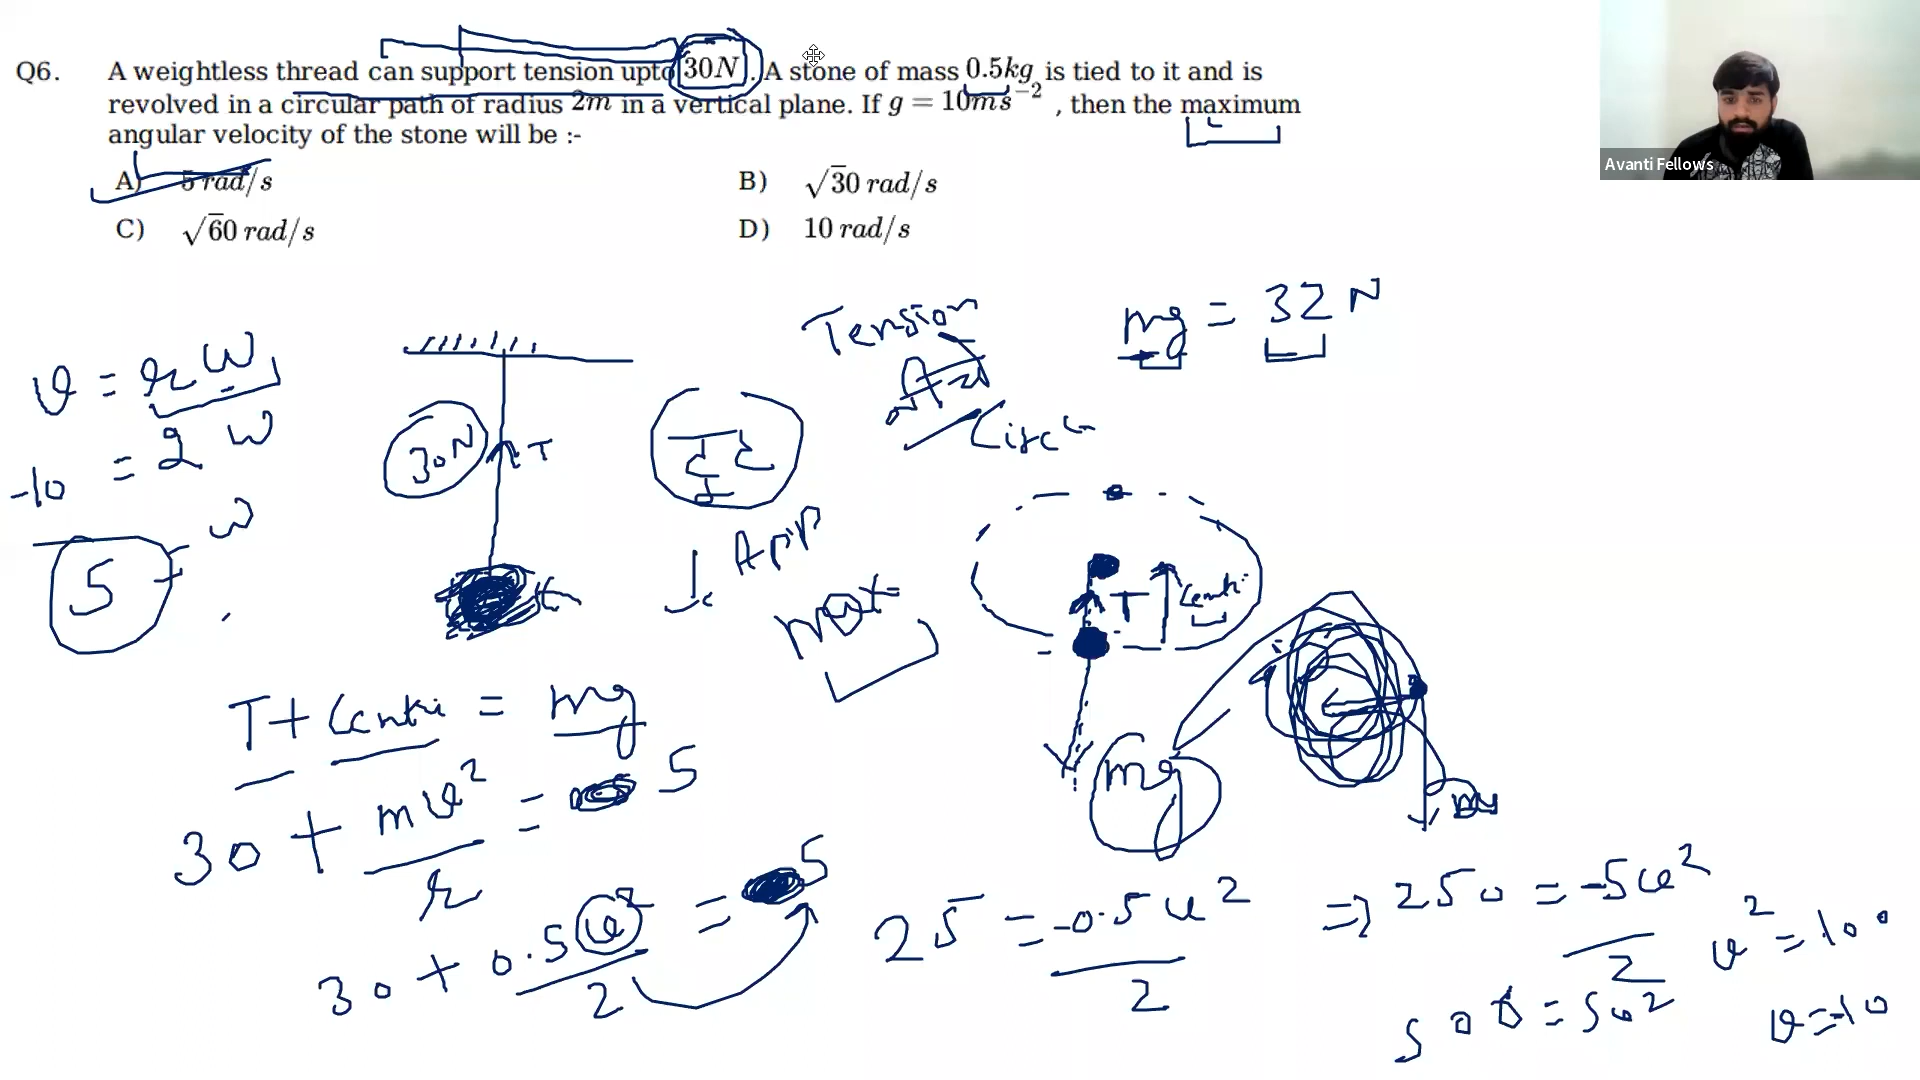 Q6. A weightless thread can support tension upto 30N . A stone of mass 0.5kg is tied to it and is
revolved in a circular path of radius 2m in a vertical plane. If g = 10ms⁻² , then the maximum
angular velocity of the stone will be :-
A) 5 rad/s
B) √30 rad/s
C) √60 rad/s
D) 10 rad/s
Avanti Fellows
Tension
mg = 32 N
v = rω
-10 = 2 ω
5 = ω
30N
T
T
mg
T + Centri = mg
30 + mv² / r = 5
30 + 0.5v² / 2 = 5
25 = -0.5v² / 2
⇒ 250 = -5v² / 2
500 = 5v²
v² = 100
v = -10